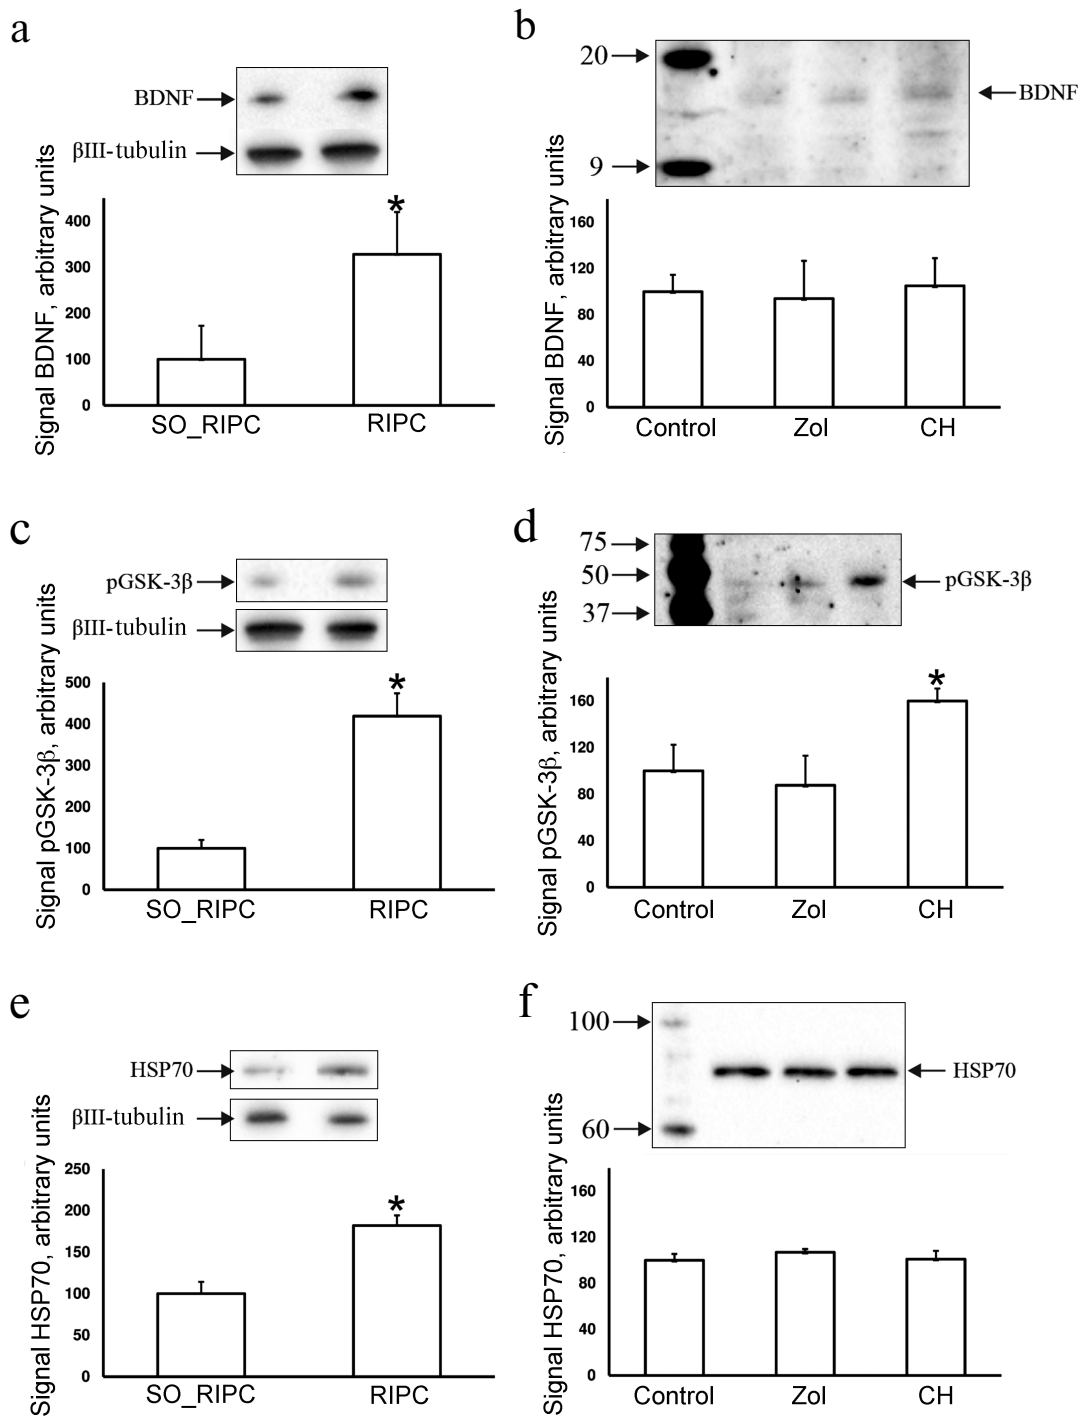 a
BDNF
βIII-tubulin
Signal BDNF, arbitrary units
400
300
200
100
0
*
SO_RIPC RIPC
b
20
9
BDNF
Signal BDNF, arbitrary units
160
120
80
40
0
Control Zol CH
c
pGSK-3β
βIII-tubulin
Signal pGSK-3β, arbitrary units
500
400
300
200
100
0
*
SO_RIPC RIPC
d
75
50
37
pGSK-3β
Signal pGSK-3β, arbitrary units
160
120
80
40
0
*
Control Zol CH
e
HSP70
βIII-tubulin
Signal HSP70, arbitrary units
250
200
150
100
50
0
*
SO_RIPC RIPC
f
100
60
HSP70
Signal HSP70, arbitrary units
160
120
80
40
0
Control Zol CH